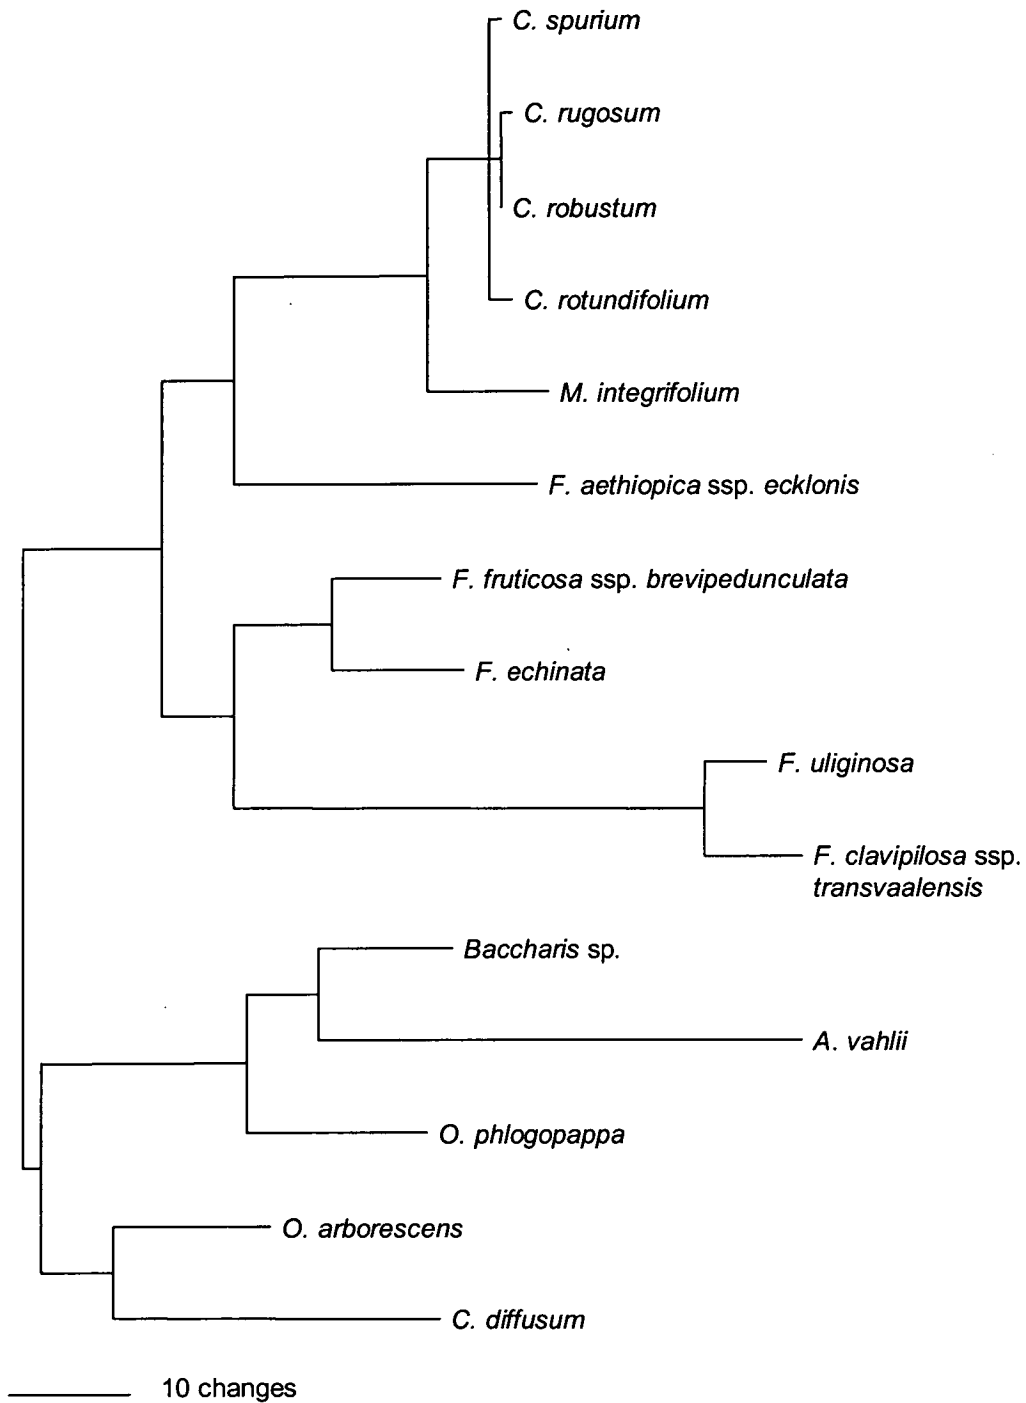 C. spurium
C. rugosum
C. robustum
C. rotundifolium
M. integrifolium
F. aethiopica ssp. ecklonis
F. fruticosa ssp. brevipedunculata
F. echinata
F. uliginosa
F. clavipilosa ssp.
transvaalensis
Baccharis sp.
A. vahlii
O. phlogopappa
O. arborescens
C. diffusum
10 changes